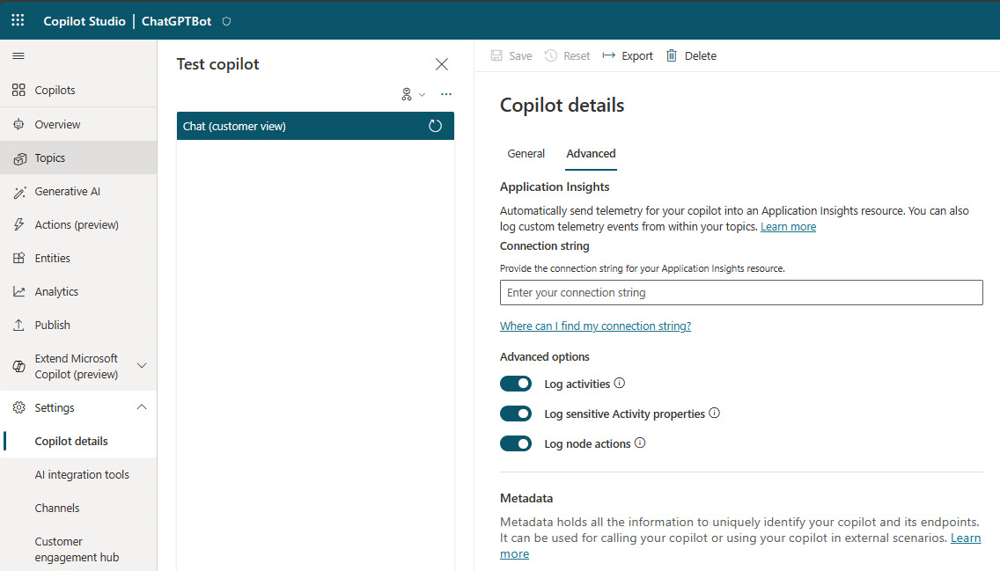 Copilot Studio | ChatGPTBot
Copilots
Overview
Topics
Generative AI
Actions (preview)
Entities
Analytics
Publish
Extend Microsoft
Copilot (preview)
Settings
Copilot details
AI integration tools
Channels
Customer
engagement hub
Test copilot
Chat (customer view)
Save
Reset
Export
Delete
Copilot details
General
Advanced
Application Insights
Automatically send telemetry for your copilot into an Application Insights resource. You can also
log custom telemetry events from within your topics. Learn more
Connection string
Provide the connection string for your Application Insights resource.
Enter your connection string
Where can I find my connection string?
Advanced options
Log activities
Log sensitive Activity properties
Log node actions
Metadata
Metadata holds all the information to uniquely identify your copilot and its endpoints.
It can be used for calling your copilot or using your copilot in external scenarios. Learn
more